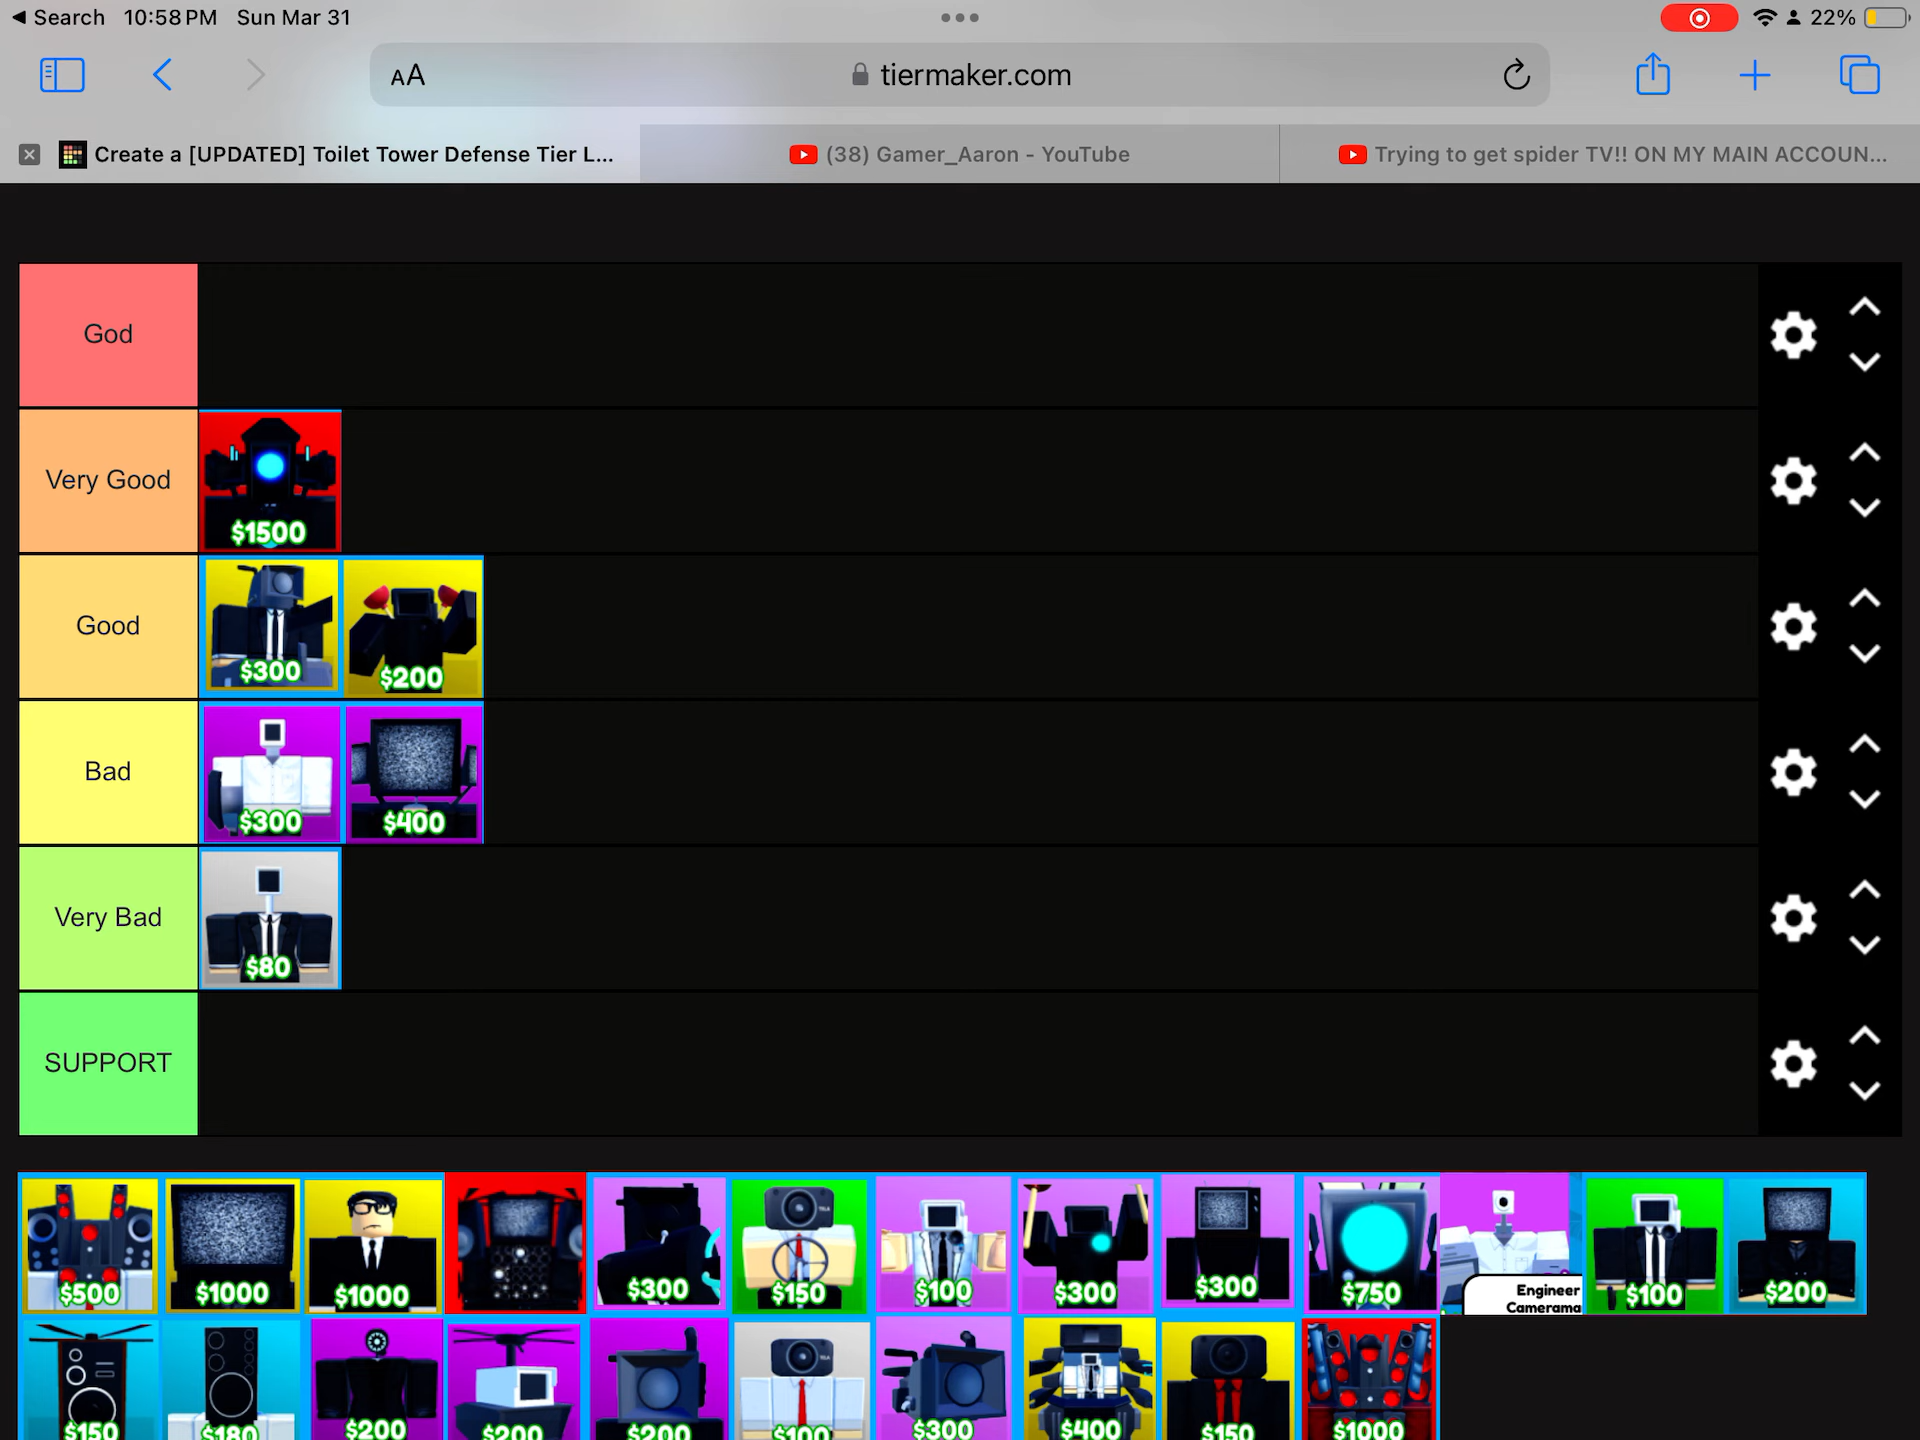 Search 10:58 PM Sun Mar 31
22%
AA
tiermaker.com
Create a [UPDATED] Toilet Tower Defense Tier L...
(38) Gamer_Aaron - YouTube
Trying to get spider TV!! ON MY MAIN ACCOUN...
God
Very Good
$1500
Good
$300
$200
Bad
$300
$400
Very Bad
$80
SUPPORT
$500
$1000
$1000
$300
$150
$100
$300
$300
$750
Engineer
Camerama
$100
$200
$150
$180
$200
$200
$200
$100
$300
$400
$150
$1000